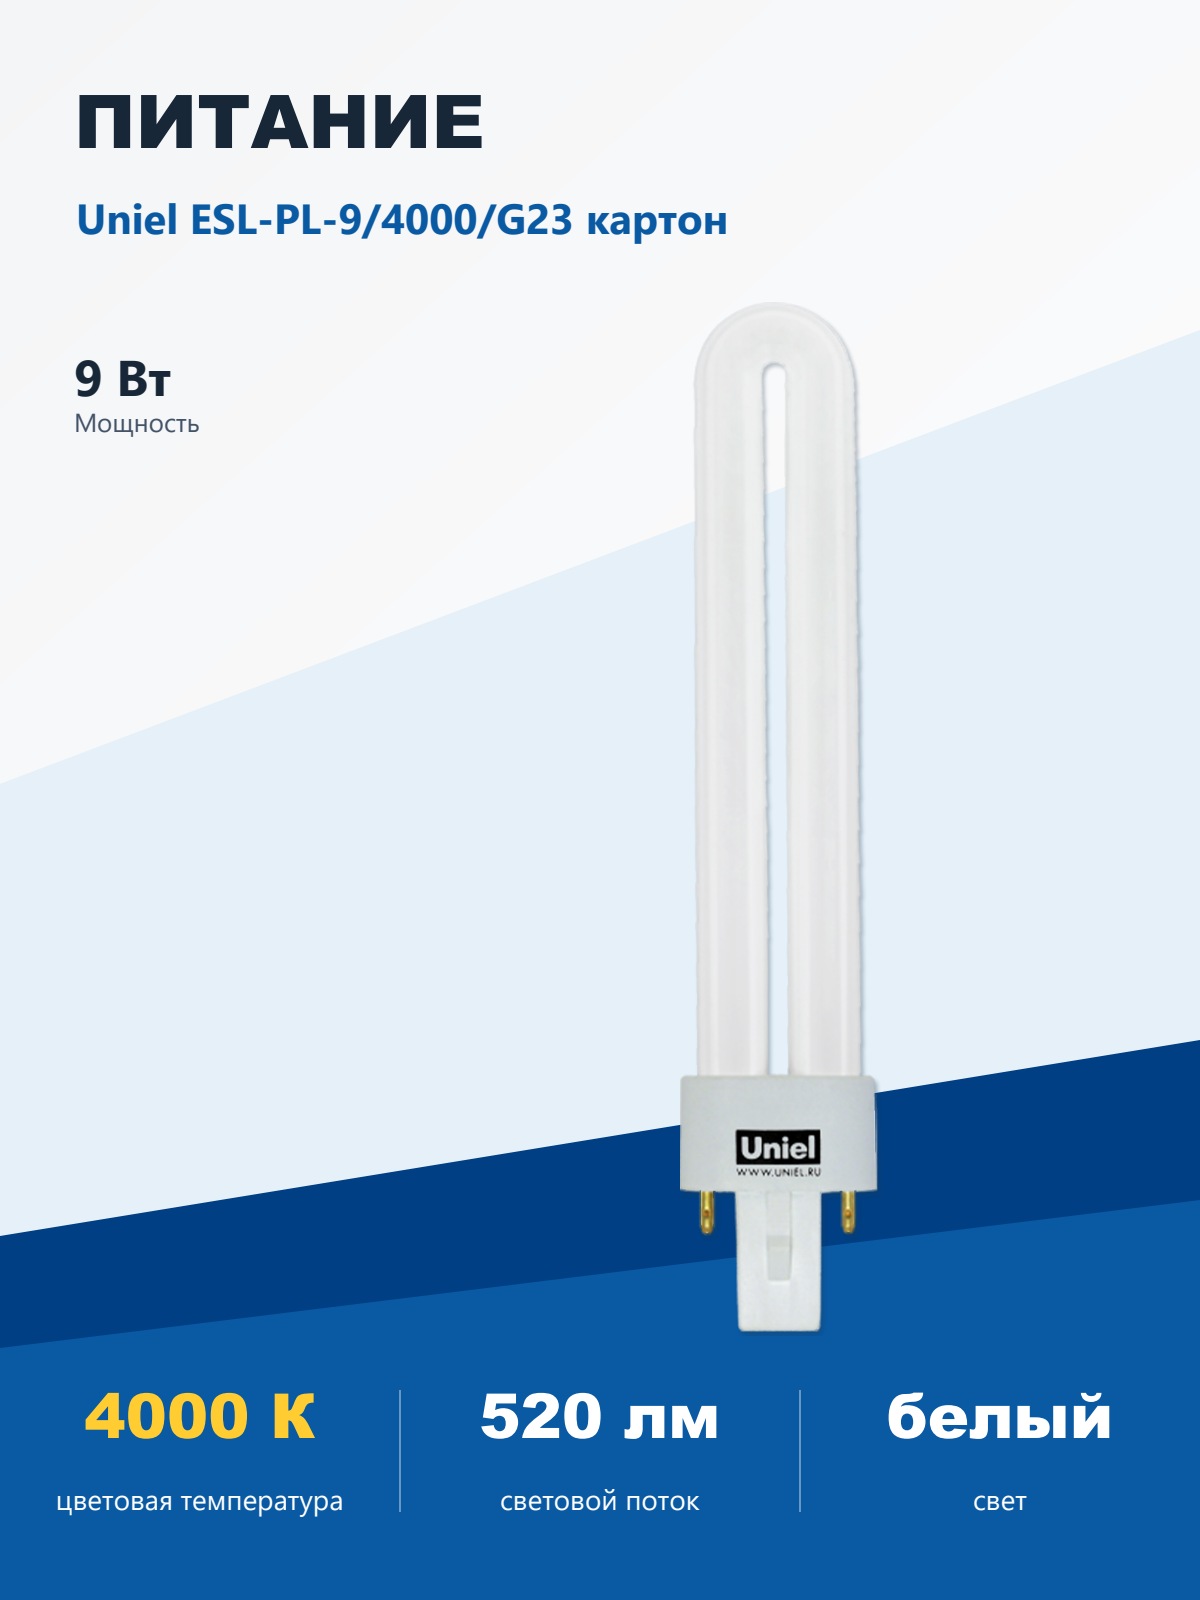 ПИТАНИЕ
Uniel ESL-PL-9/4000/G23 картон
9 Вт
Мощность
Uniel
WWW.UNIEL.RU
4000 К
520 лм
белый
цветовая температура
световой поток
свет